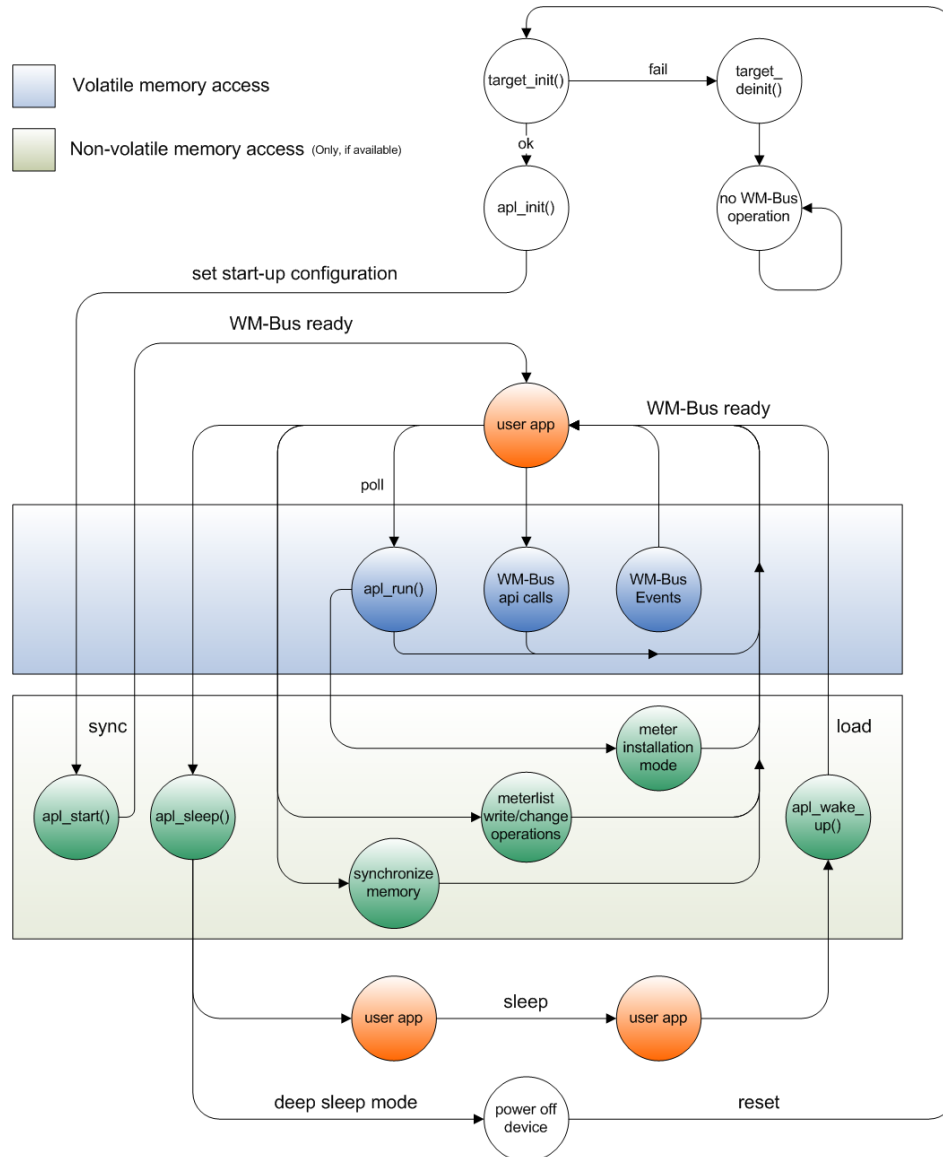 Volatile memory access
Non-volatile memory access (Only, if available)
target_init()
fail
target_
deinit()
ok
apl_init()
no WM-Bus
operation
set start-up configuration
WM-Bus ready
user app
WM-Bus ready
poll
apl_run()
WM-Bus
api calls
WM-Bus
Events
sync
meter
installation
mode
load
apl_start()
apl_sleep()
meterlist
write/change
operations
apl_wake_
up()
synchronize
memory
user app
sleep
user app
deep sleep mode
power off
device
reset